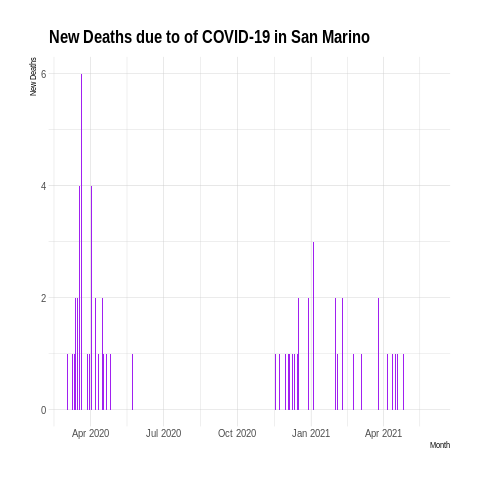 New Deaths due to of COVID-19 in San Marino
New Deaths
6
4
2
0
Apr 2020 Jul 2020 Oct 2020 Jan 2021 Apr 2021
Month